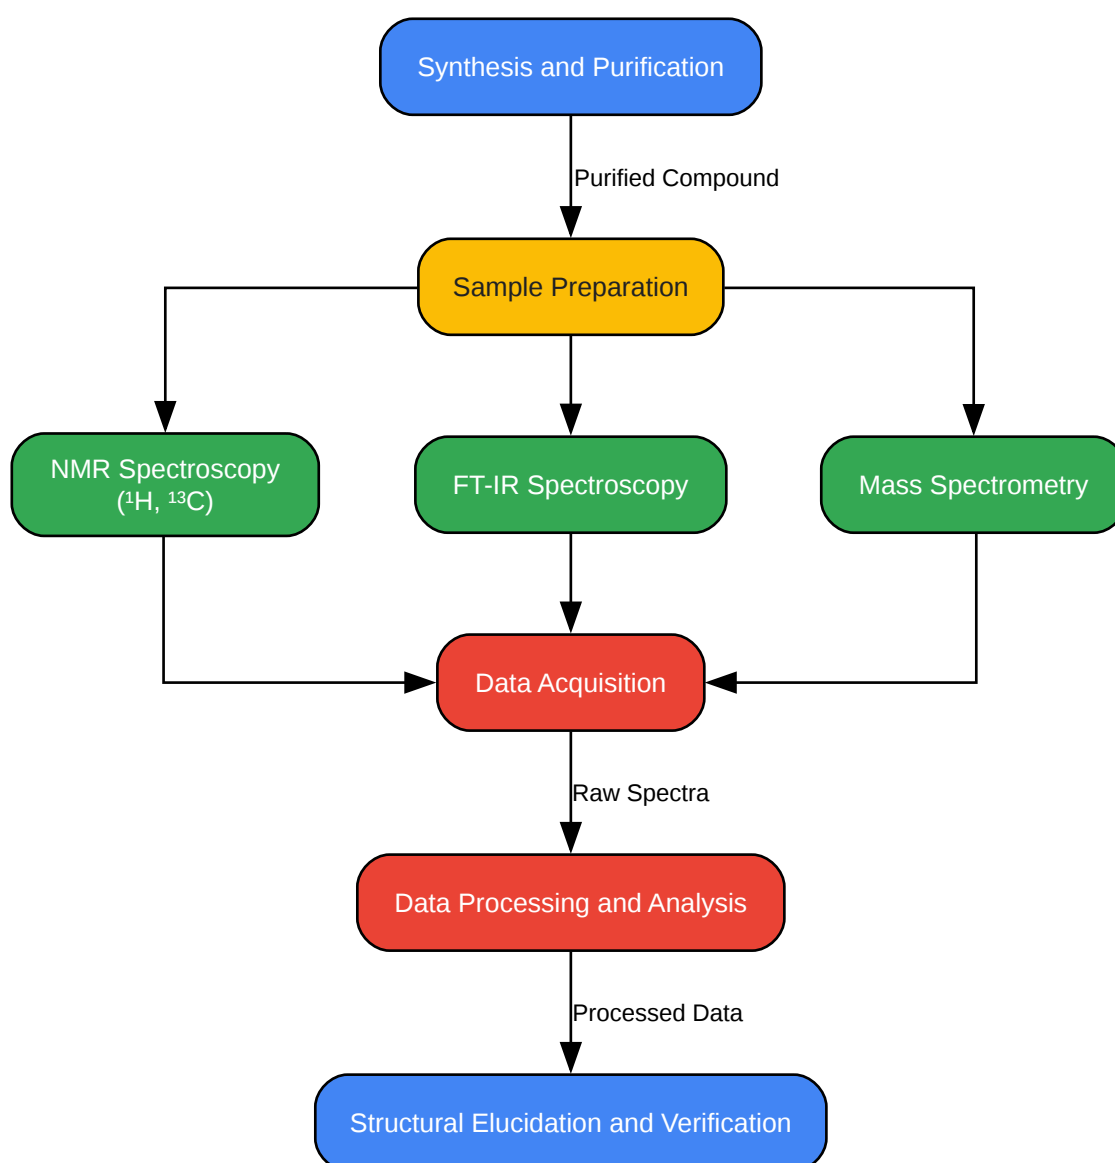 Synthesis and Purification
Purified Compound
Sample Preparation
NMR Spectroscopy
(¹H, ¹³C)
FT-IR Spectroscopy
Mass Spectrometry
Data Acquisition
Raw Spectra
Data Processing and Analysis
Processed Data
Structural Elucidation and Verification